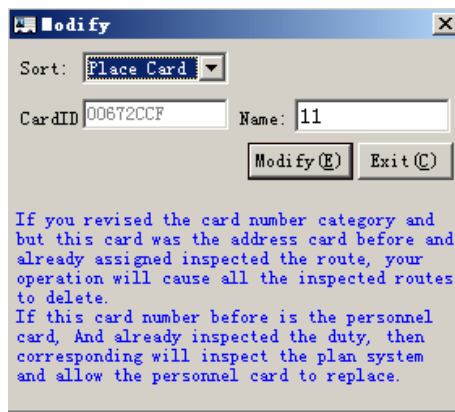 Modify
Sort: Place Card
CardID 00672CCF Name: 11
Modify(E) Exit(C)
If you revised the card number category and
but this card was the address card before and
already assigned inspected the route, your
operation will cause all the inspected routes
to delete.
If this card number before is the personnel
card, And already inspected the duty, then
corresponding will inspect the plan system
and allow the personnel card to replace.